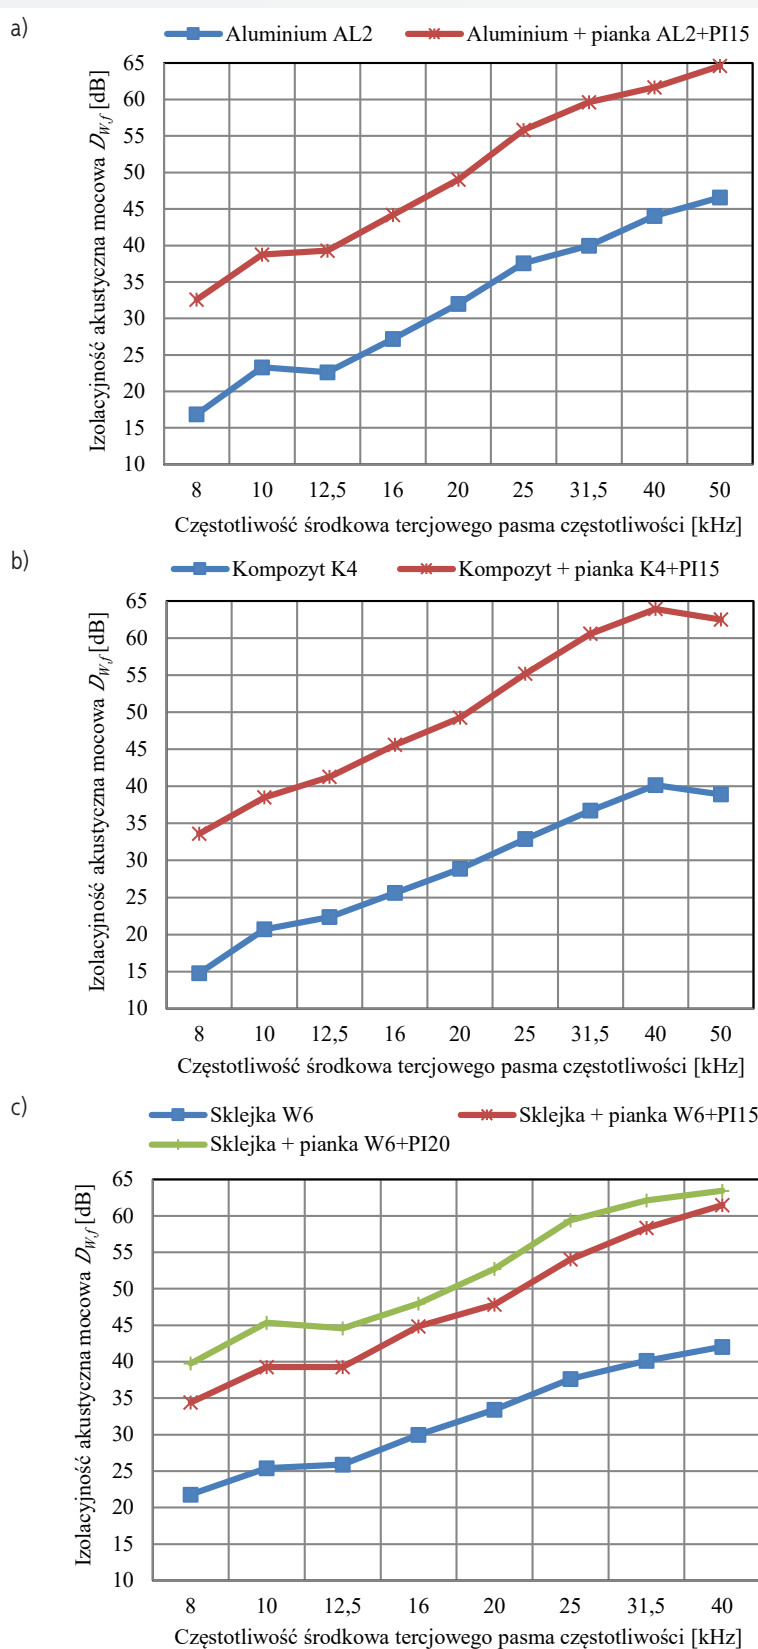 a)
Aluminium AL2 Aluminium + pianka AL2+PI15
Izolacyjność akustyczna mocowa D_{W,f} [dB]
65
60
55
50
45
40
35
30
25
20
15
10
8 10 12,5 16 20 25 31,5 40 50
Częstotliwość środkowa tercjowego pasma częstotliwości [kHz]
b)
Kompozyt K4 Kompozyt + pianka K4+PI15
Izolacyjność akustyczna mocowa D_{W,f} [dB]
65
60
55
50
45
40
35
30
25
20
15
10
8 10 12,5 16 20 25 31,5 40 50
Częstotliwość środkowa tercjowego pasma częstotliwości [kHz]
c)
Sklejka W6 Sklejka + pianka W6+PI15
Sklejka + pianka W6+PI20
Izolacyjność akustyczna mocowa D_{W,f} [dB]
65
60
55
50
45
40
35
30
25
20
15
10
8 10 12,5 16 20 25 31,5 40
Częstotliwość środkowa tercjowego pasma częstotliwości [kHz]